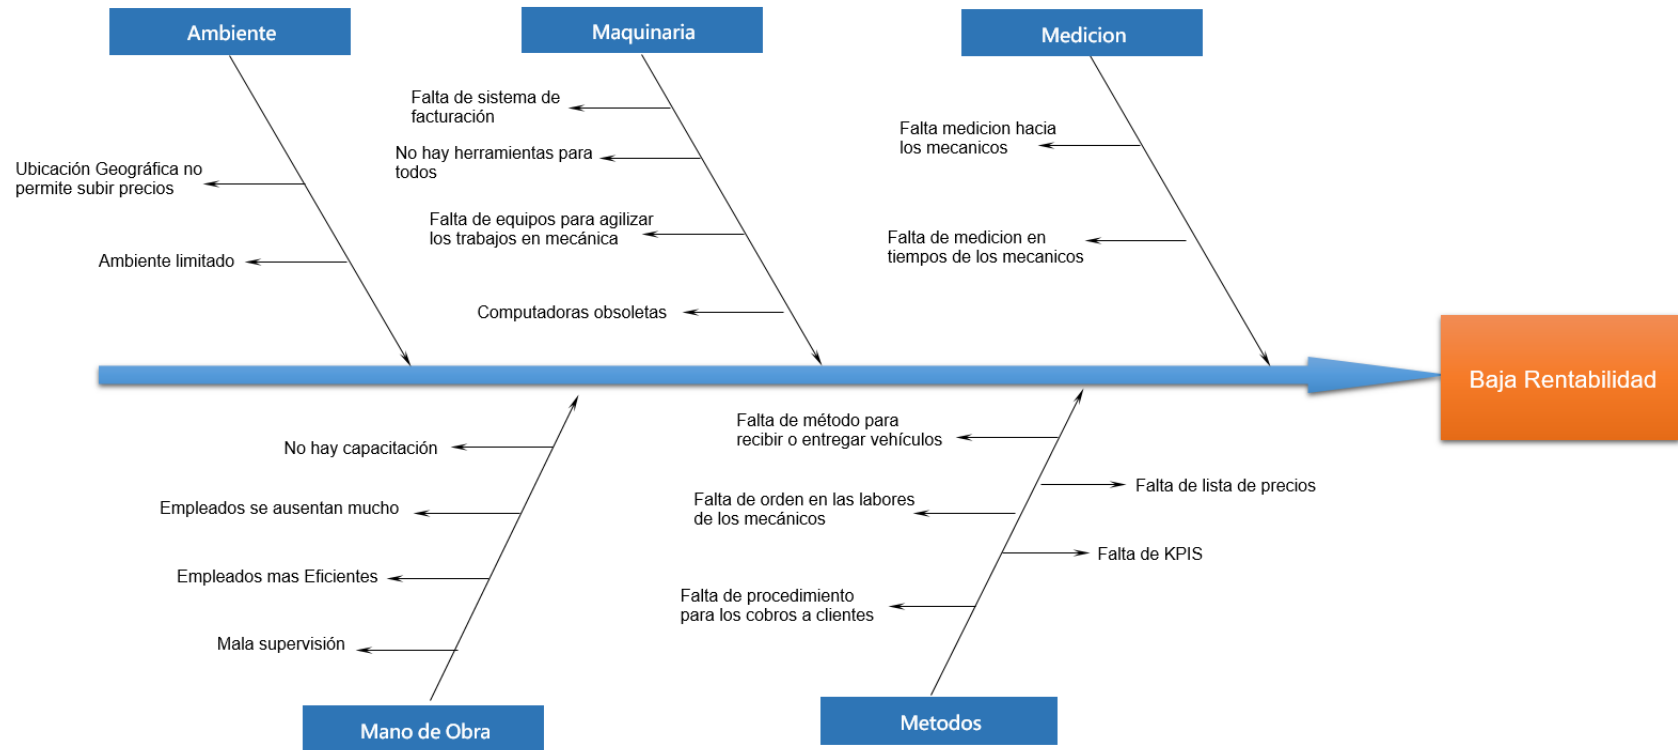 Ambiente
Maquinaria
Medicion
Falta de sistema de
facturación
No hay herramientas para
todos
Falta de equipos para agilizar
los trabajos en mecánica
Computadoras obsoletas
Ubicación Geográfica no
permite subir precios
Ambiente limitado
Falta medicion hacia
los mecanicos
Falta de medicion en
tiempos de los mecanicos
Baja Rentabilidad
No hay capacitación
Empleados se ausentan mucho
Empleados mas Eficientes
Mala supervisión
Falta de método para
recibir o entregar vehículos
Falta de orden en las labores
de los mecánicos
Falta de procedimiento
para los cobros a clientes
Falta de lista de precios
Falta de KPIS
Mano de Obra
Metodos